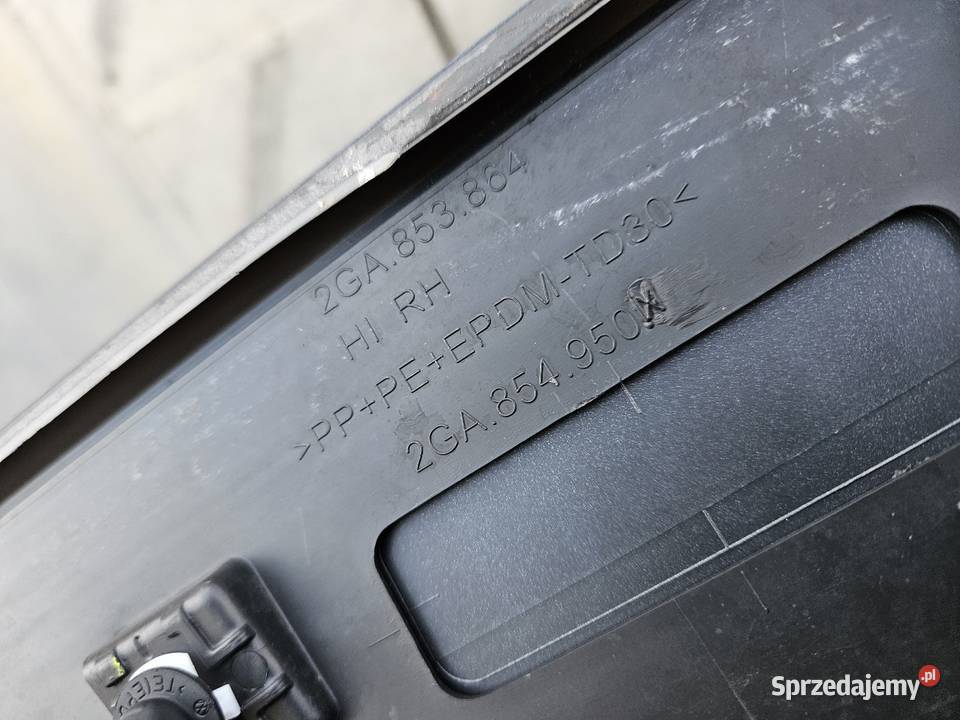 2GA.853.864
HI RH
>PP+PE+EPDM-TD30<
2GA.854.950
Sprzedajemy.pl